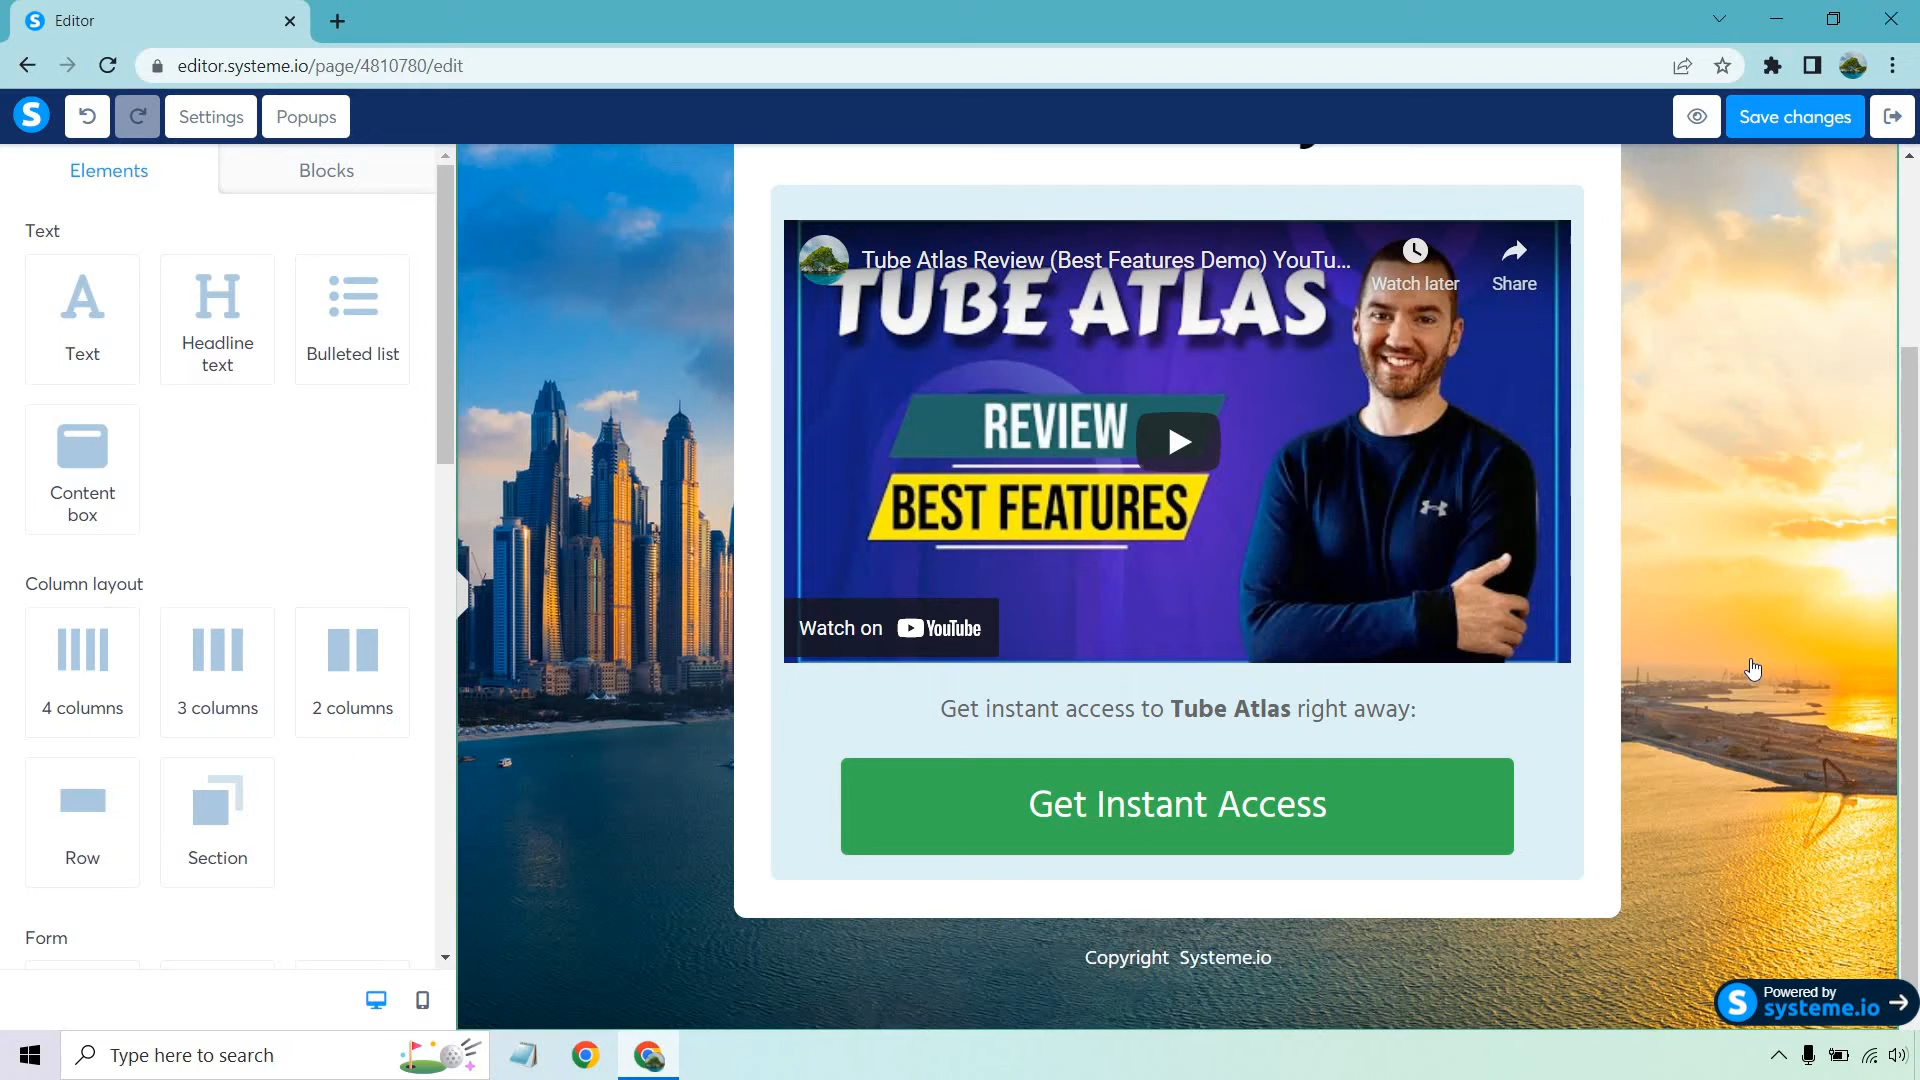 Editor
editor.systeme.io/page/4810780/edit
S
Settings
Popups
Save changes
Elements
Blocks
Text
Text
Headline
text
Bulleted list
Content
box
Column layout
4 columns
3 columns
2 columns
Row
Section
Form
Tube Atlas Review (Best Features Demo) YouTu...
Watch later
Share
TUBE ATLAS
REVIEW
BEST FEATURES
Watch on YouTube
Get instant access to Tube Atlas right away:
Get Instant Access
Copyright Systeme.io
S
Powered by
systeme.io
Type here to search